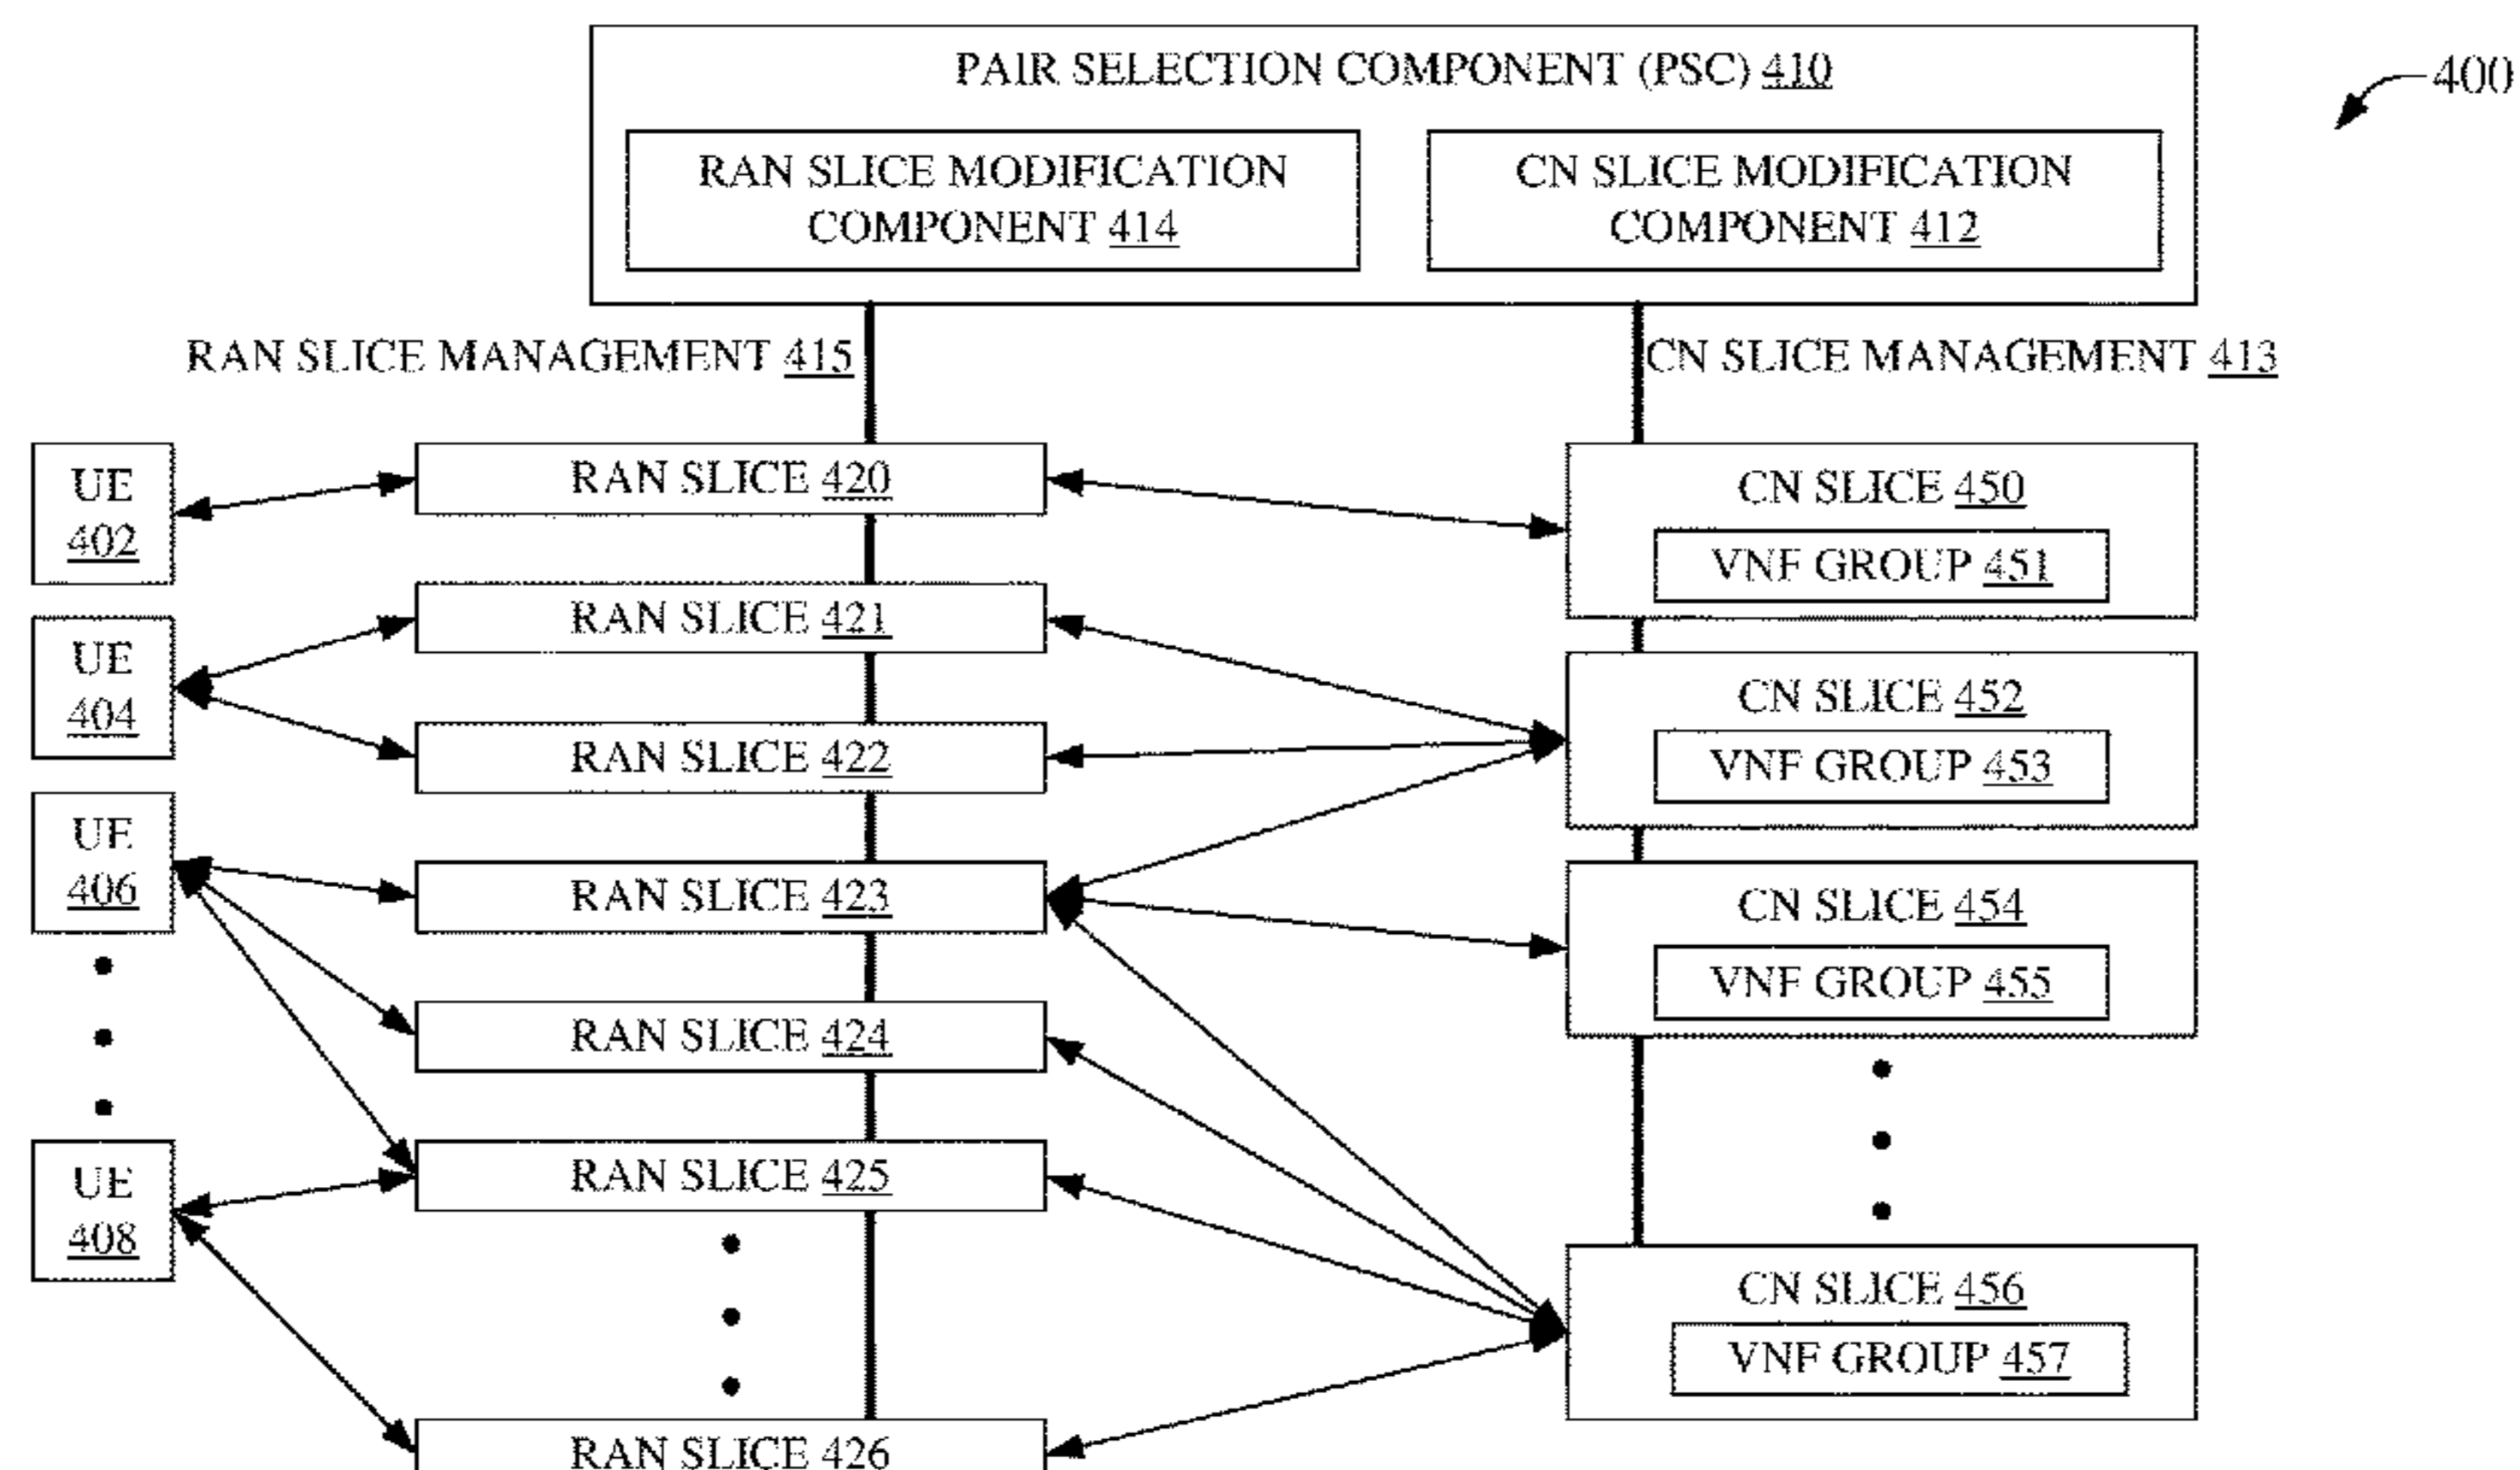 PAIR SELECTION COMPONENT (PSC) 410
400
RAN SLICE MODIFICATION
COMPONENT 414
CN SLICE MODIFICATION
COMPONENT 412
RAN SLICE MANAGEMENT 415
CN SLICE MANAGEMENT 413
UE
402
UE
404
UE
406
UE
408
RAN SLICE 420
RAN SLICE 421
RAN SLICE 422
RAN SLICE 423
RAN SLICE 424
RAN SLICE 425
RAN SLICE 426
CN SLICE 450
VNF GROUP 451
CN SLICE 452
VNF GROUP 453
CN SLICE 454
VNF GROUP 455
CN SLICE 456
VNF GROUP 457